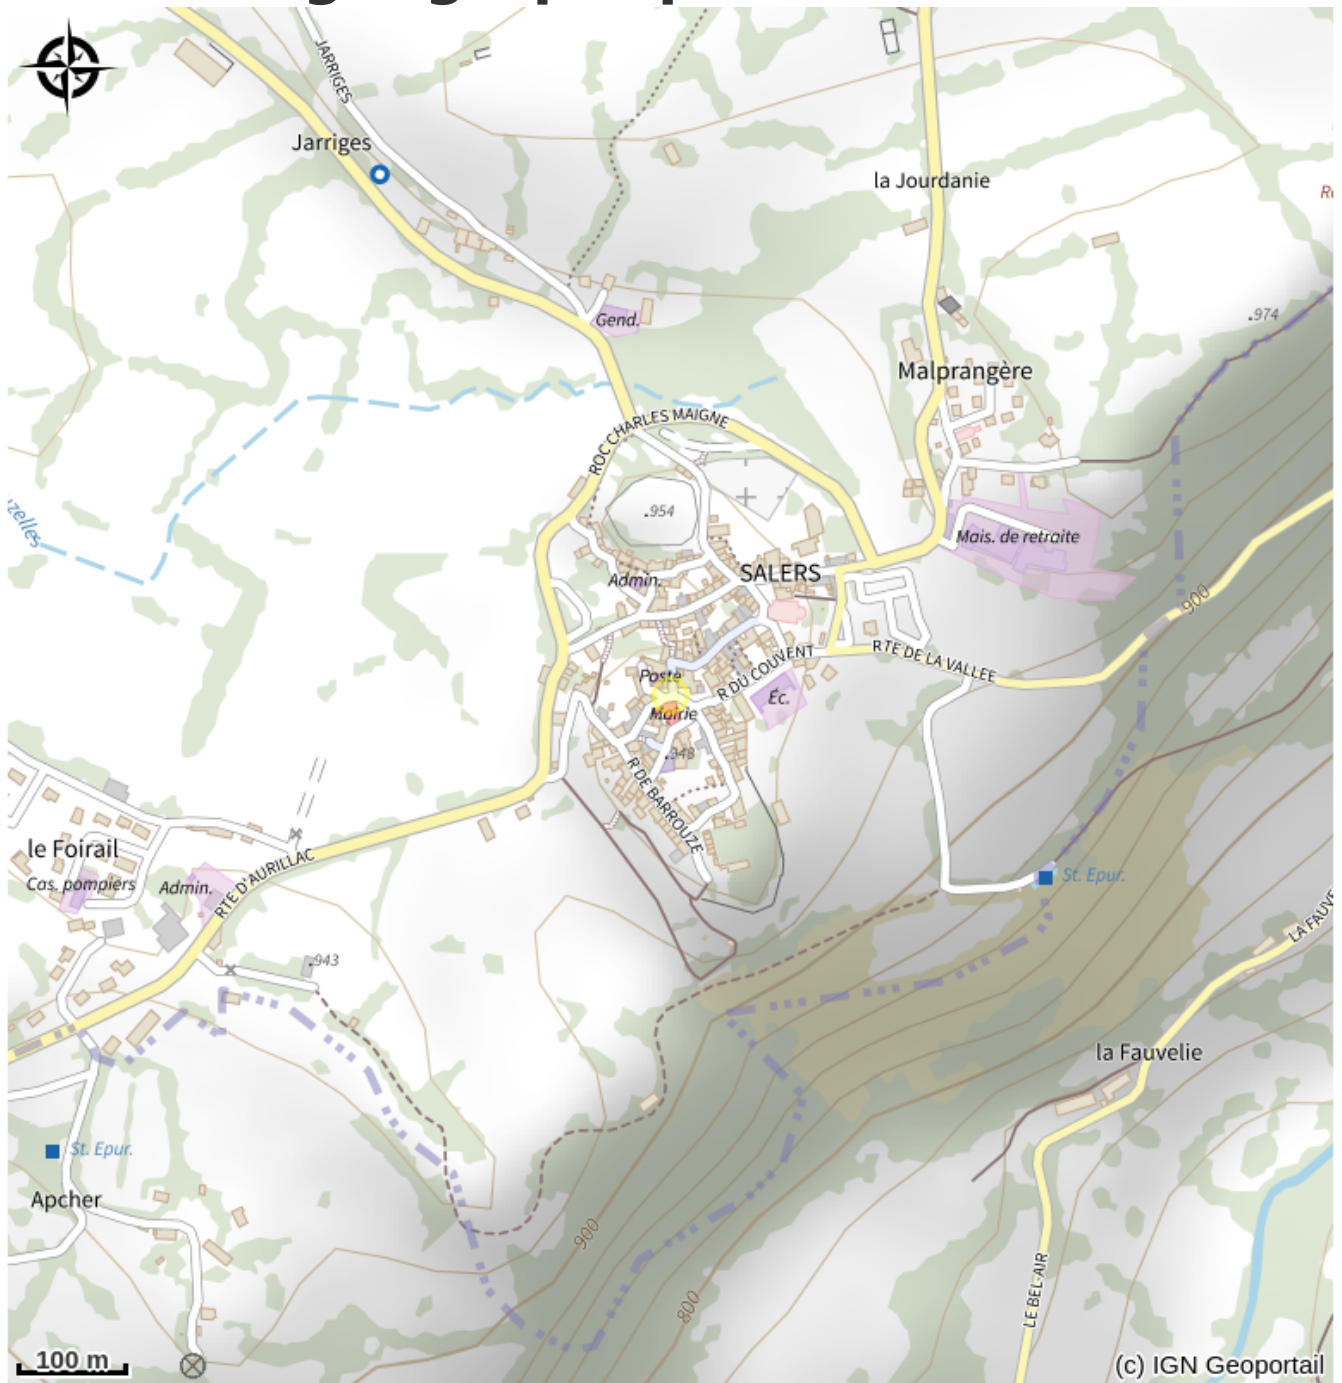 JARRIGES
Jarriges
la Jourdanie
.974
Gend.
Malprangère
ROC CHARLES MAIGNE
.954
Mais. de retraite
SALERS
Admin.
900
RTE DE LA VALLEE
R DU COUVENT
Poste
Éc.
Mairie
.948
R DE BARROUZE
le Foirail
Cas. pompiers
Admin.
RTE D'AURILLAC
St. Epur.
LA FAUVE
.943
la Fauvelie
St. Epur.
Apcher
900
800
LE BEL-AIR
100 m
(c) IGN Geoportail